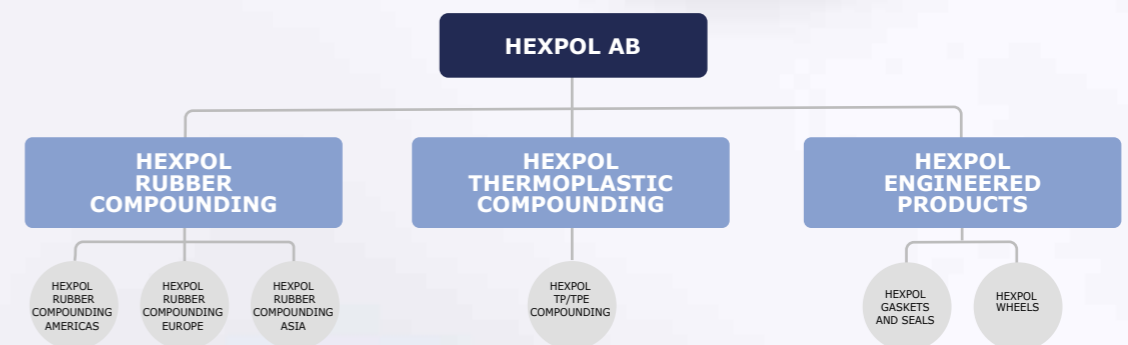 HEXPOL AB
HEXPOL
RUBBER
COMPOUNDING
HEXPOL
THERMOPLASTIC
COMPOUNDING
HEXPOL
ENGINEERED
PRODUCTS
HEXPOL
RUBBER
COMPOUNDING
AMERICAS
HEXPOL
RUBBER
COMPOUNDING
EUROPE
HEXPOL
RUBBER
COMPOUNDING
ASIA
HEXPOL
TP/TPE
COMPOUNDING
HEXPOL
GASKETS
AND SEALS
HEXPOL
WHEELS